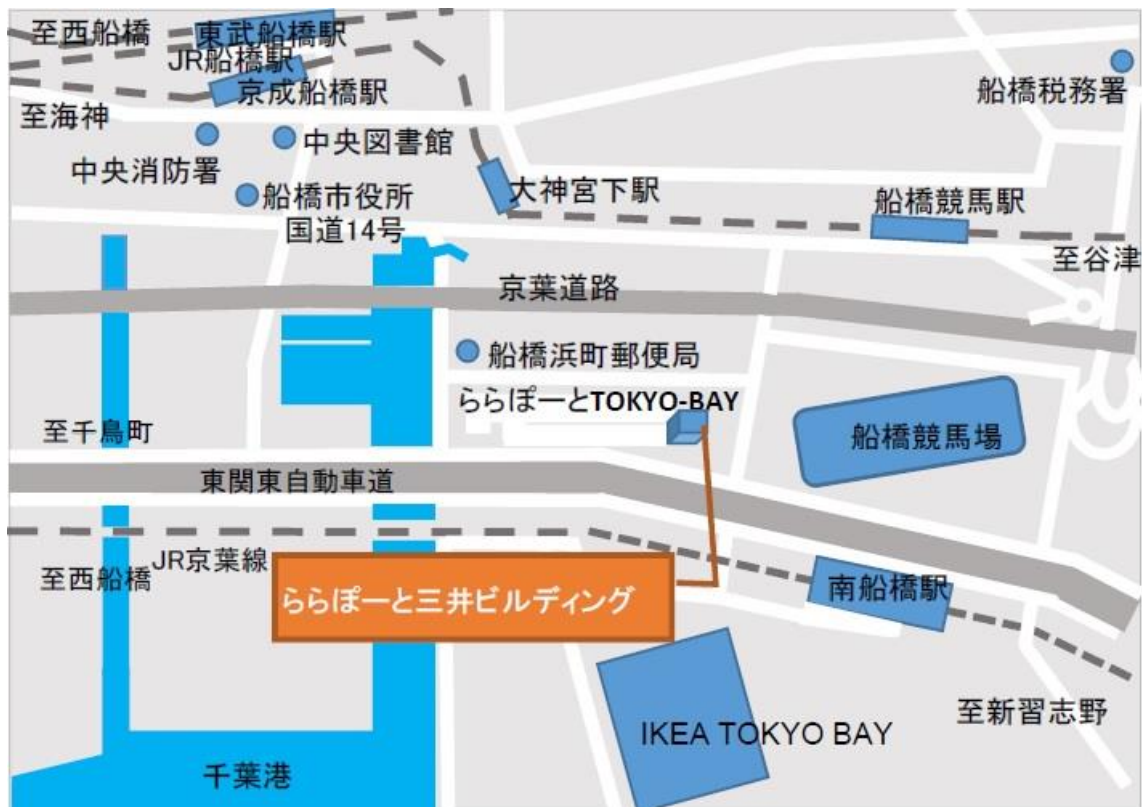 至西船橋
東武船橋駅
JR船橋駅
京成船橋駅
船橋税務署
至海神
中央図書館
中央消防署
大神宮下駅
船橋市役所
船橋競馬駅
国道14号
至谷津
京葉道路
船橋浜町郵便局
ららぽーとTOKYO-BAY
至千鳥町
船橋競馬場
東関東自動車道
JR京葉線
至西船橋
ららぽーと三井ビルディング
南船橋駅
至新習志野
IKEA TOKYO BAY
千葉港